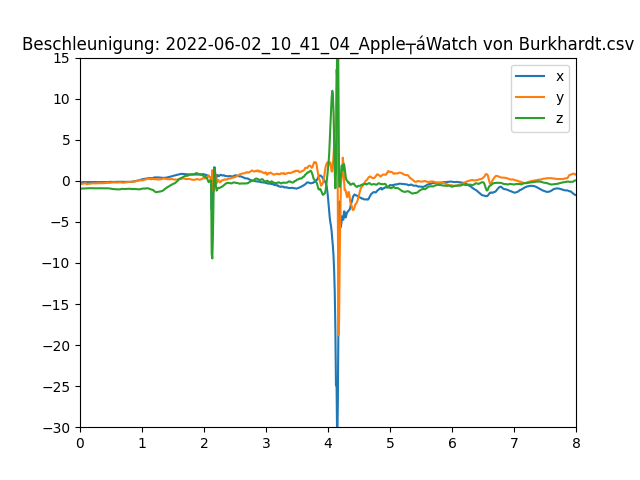 Beschleunigung: 2022-06-02_10_41_04_Apple┬áWatch von Burkhardt.csv
15
10
5
0
−5
−10
−15
−20
−25
−30
0 1 2 3 4 5 6 7 8
x
y
z